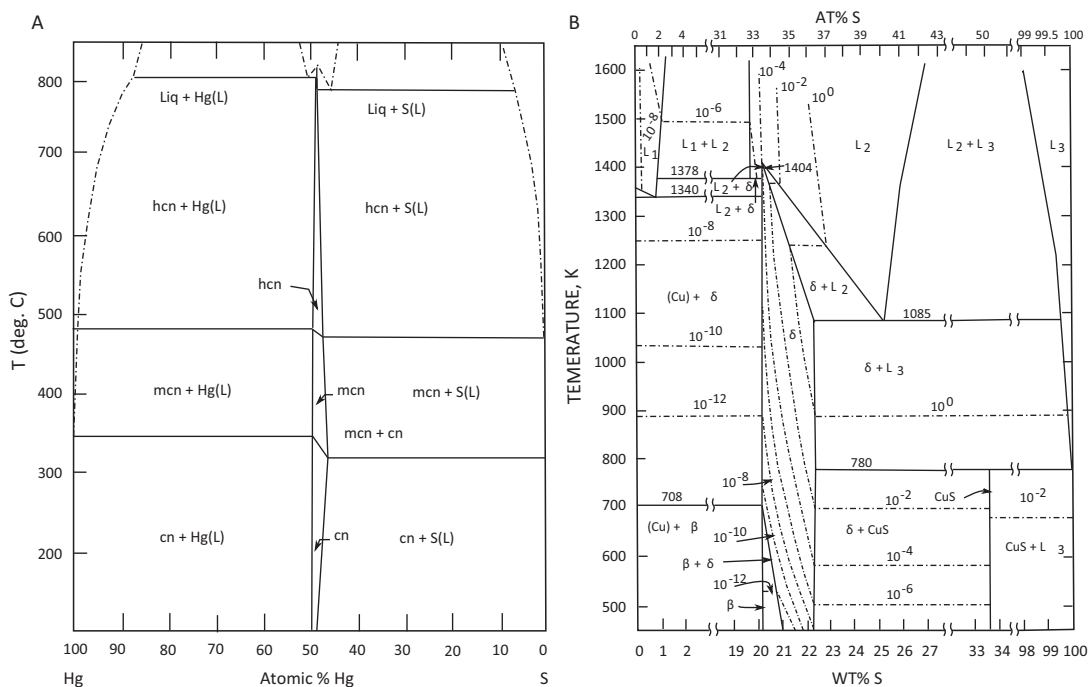 A
800
700
600
500
400
300
200
T (deg. C)
Liq + Hg(L)
Liq + S(L)
hcn + Hg(L)
hcn + S(L)
hcn
mcn + Hg(L)
mcn
mcn + S(L)
mcn + cn
cn + Hg(L)
cn
cn + S(L)
100 90 80 70 60 50 40 30 20 10 0
Hg Atomic % Hg S
B
AT% S
0 1 2 4 31 33 35 37 39 41 43 50 99 99.5 100
1600
1500
1400
1300
1200
1100
1000
900
800
700
600
500
TEMERATURE, K
10-4
10-2
100
10-8
10-6
L1
L1 + L2
L2
L2 + L3
L3
1378
1404
1340
L2 + δ
L2 + δ
10-8
(Cu) + δ
δ + L2
1085
10-10
δ
δ + L3
10-12
100
780
10-8
708
10-2
CuS
10-2
(Cu) + β
10-10
δ + CuS
CuS + L 3
β + δ
10-4
10-12
10-6
β
0 1 2 19 20 21 22 23 24 25 26 27 33 34 98 99 100
WT% S